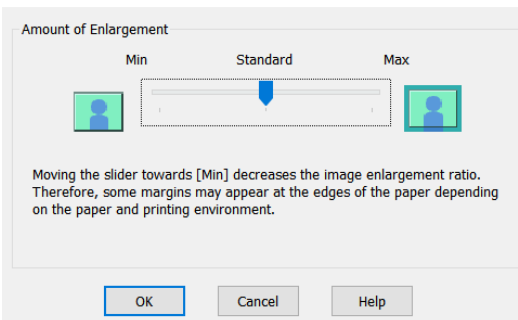 Amount of Enlargement
Min Standard Max
Moving the slider towards [Min] decreases the image enlargement ratio.
Therefore, some margins may appear at the edges of the paper depending
on the paper and printing environment.
OK Cancel Help